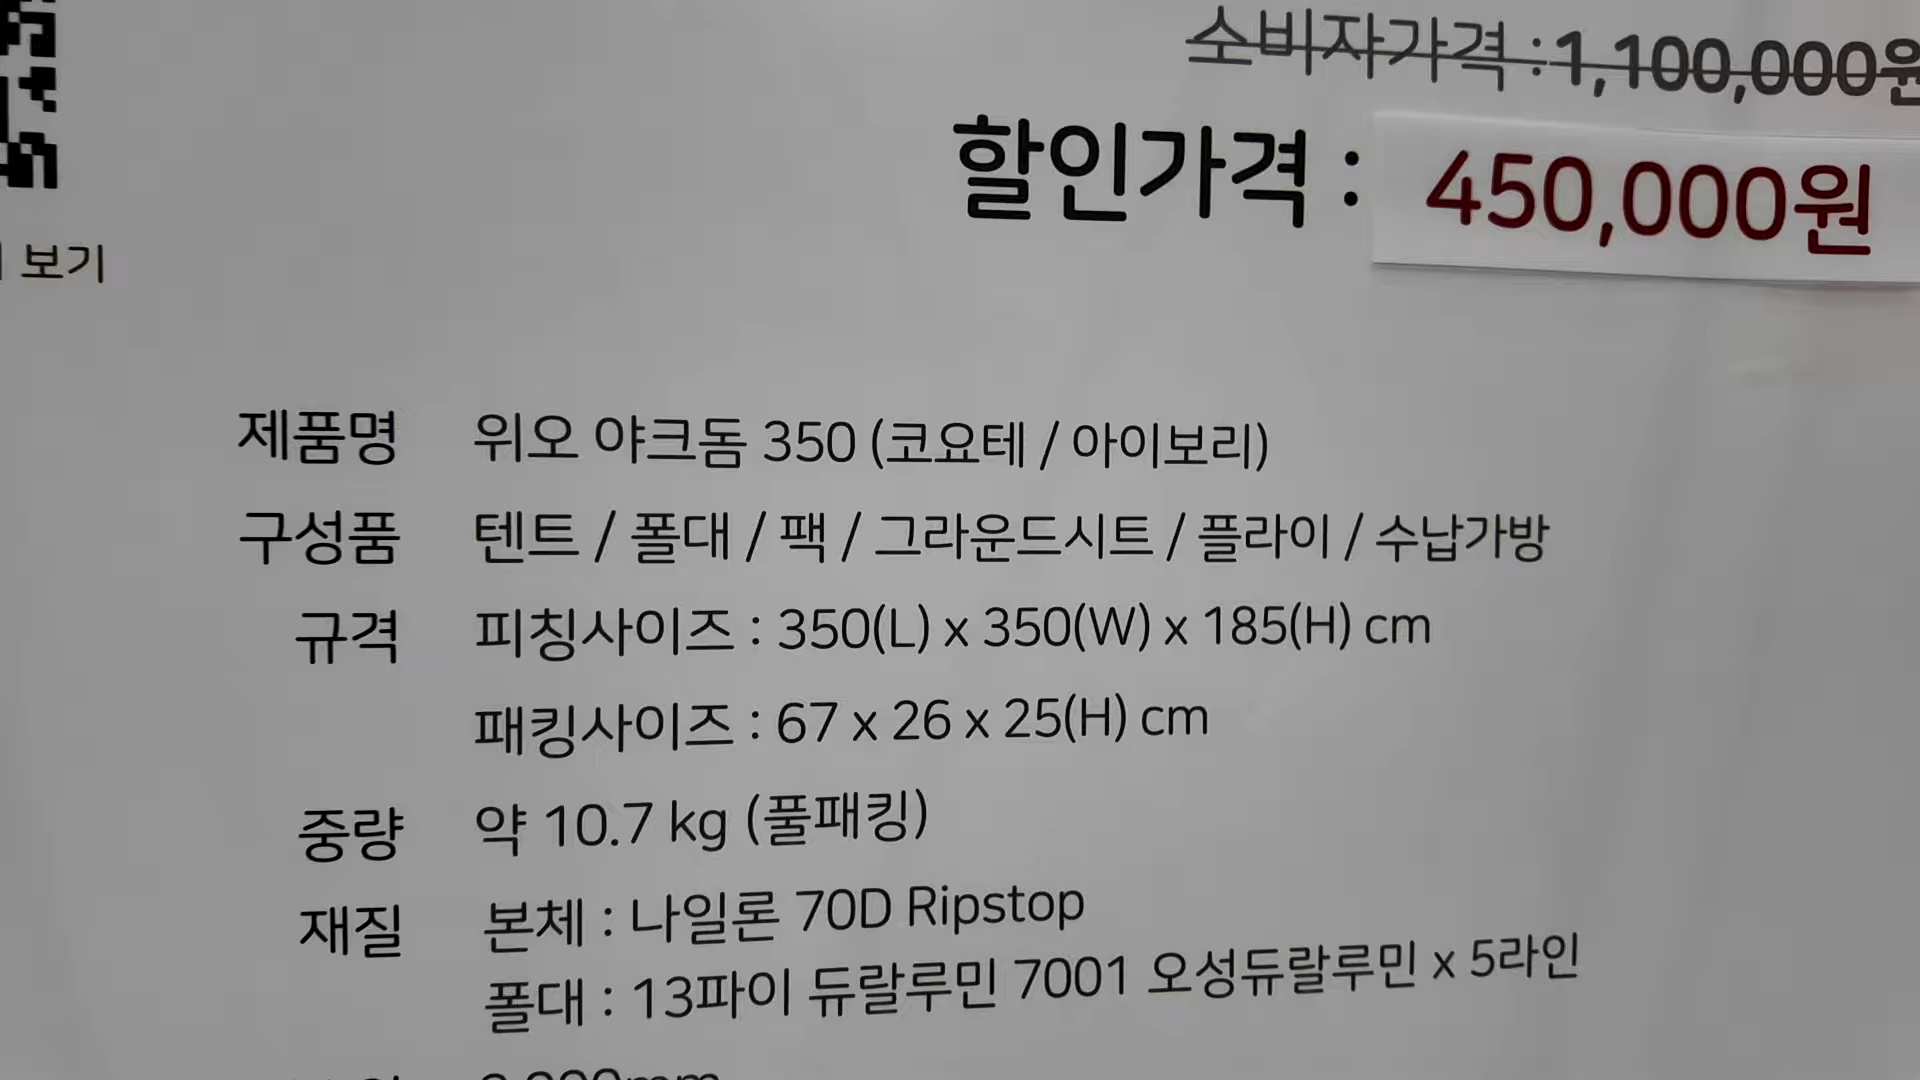 소비자가격 : 1,100,000원
할인가격 : 450,000원
보기
제품명 위오 야크돔 350 (코요테 / 아이보리)
구성품 텐트 / 폴대 / 팩 / 그라운드시트 / 플라이 / 수납가방
규격 피칭사이즈 : 350(L) x 350(W) x 185(H) cm
패킹사이즈 : 67 x 26 x 25(H) cm
중량 약 10.7 kg (풀패킹)
재질 본체 : 나일론 70D Ripstop
폴대 : 13파이 듀랄루민 7001 오성듀랄루민 x 5라인